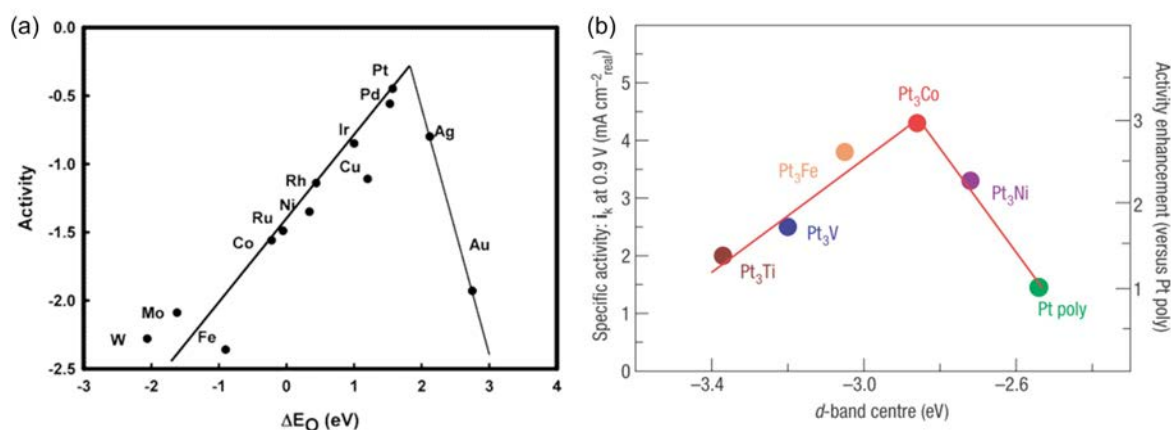 (a)
0.0
-0.5
-1.0
-1.5
-2.0
-2.5
Activity
Pt
Pd
Ir
Ag
Cu
Rh
Ni
Ru
Co
Au
Mo
W
Fe
-3 -2 -1 0 1 2 3 4
ΔE_O (eV)
(b)
Specific activity: i_k at 0.9 V (mA cm⁻²_real)
5
4
3
2
1
0
Pt₃Co
Pt₃Fe
Pt₃Ni
Pt₃V
Pt₃Ti
Pt poly
3
2
1
Activity enhancement (versus Pt poly)
−3.4 −3.0 −2.6
d-band centre (eV)